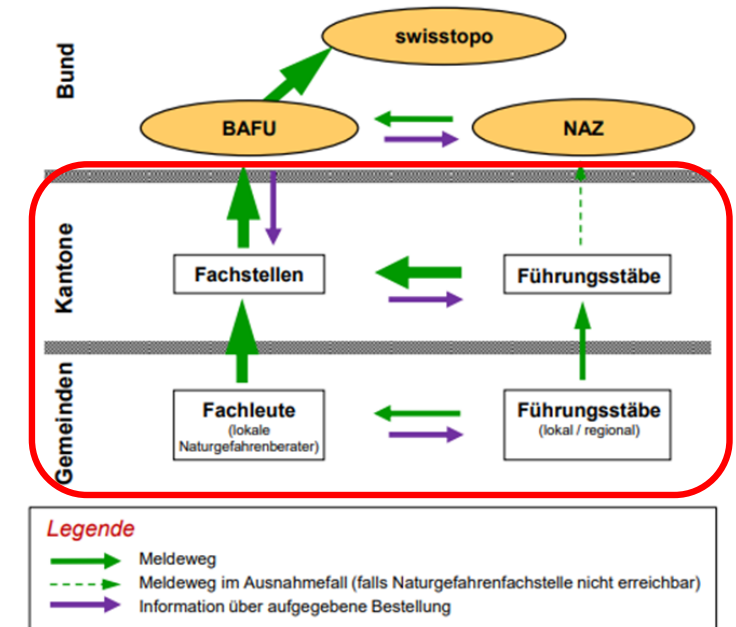 Bund
swisstopo
BAFU
NAZ
Kantone
Fachstellen
Führungsstäbe
Gemeinden
Fachleute
(lokale
Naturgefahrenberater)
Führungsstäbe
(lokal / regional)
Legende
Meldeweg
Meldeweg im Ausnahmefall (falls Naturgefahrenfachstelle nicht erreichbar)
Information über aufgegebene Bestellung